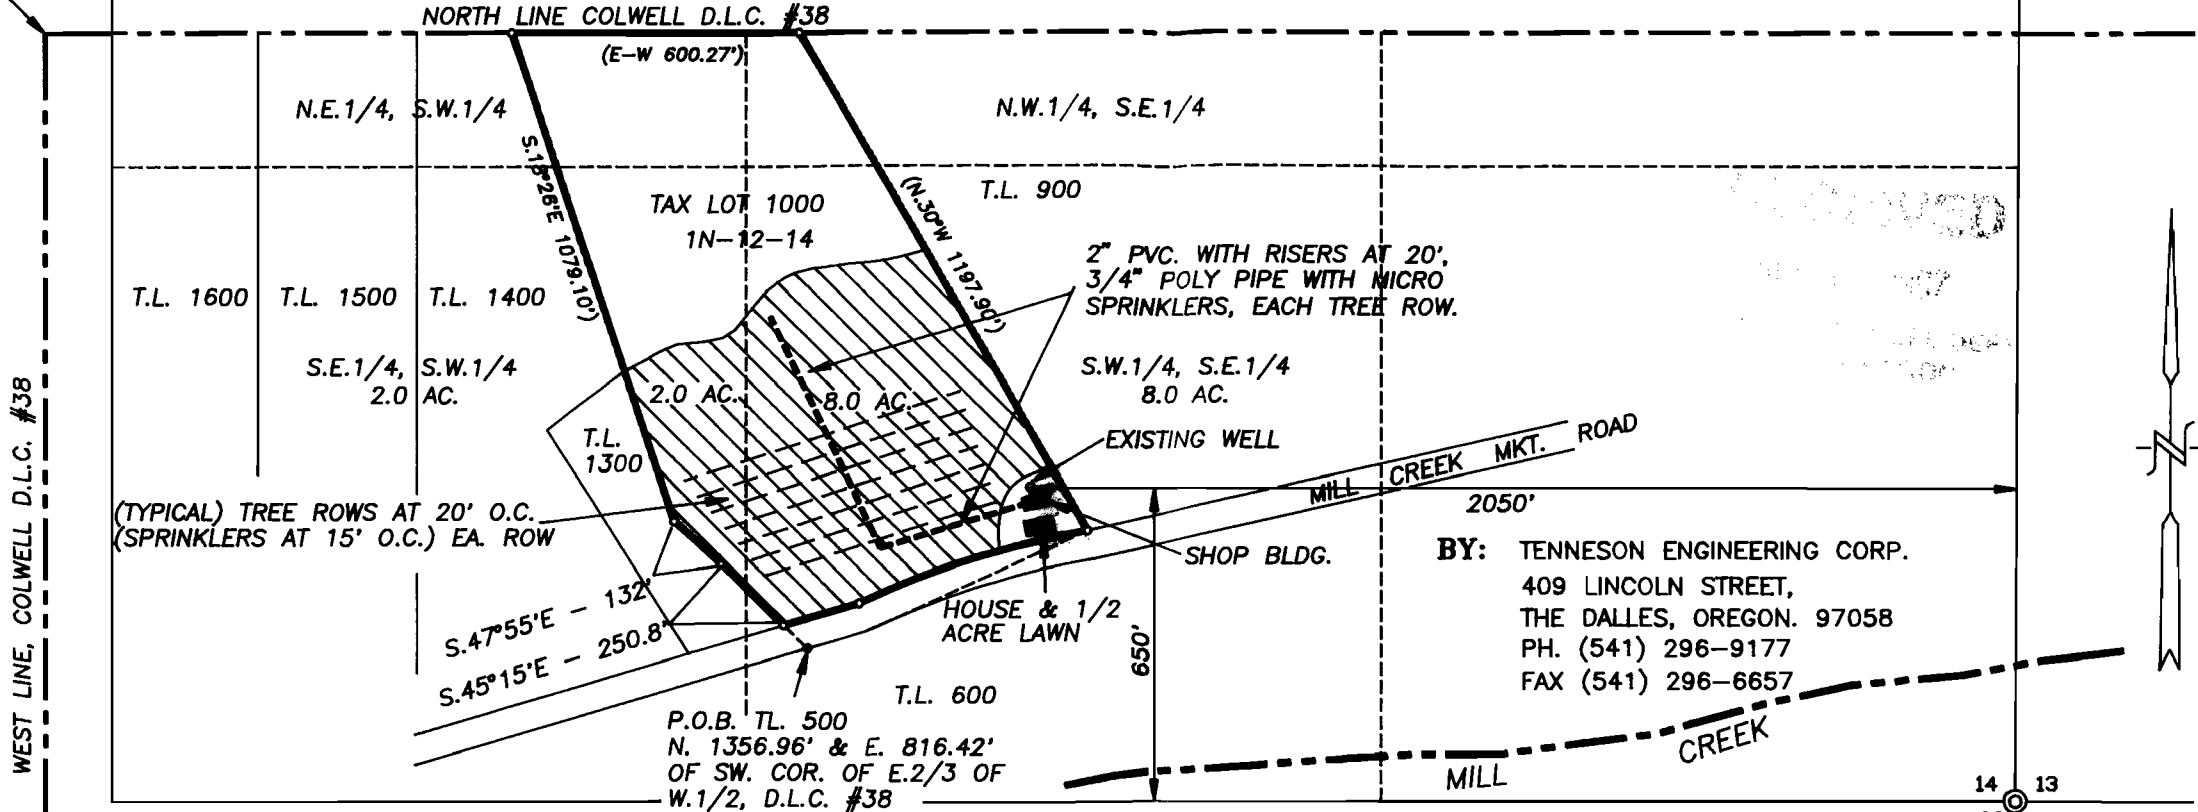 NORTH LINE COLWELL D.L.C. #38
(E-W 600.27')
N.E.1/4, S.W.1/4
N.W.1/4, S.E.1/4
S.18°26'E 1079.10')
(N.30°W 1197.90')
TAX LOT 1000
1N-12-14
T.L. 900
2" PVC. WITH RISERS AT 20',
3/4" POLY PIPE WITH MICRO
SPRINKLERS, EACH TREE ROW.
T.L. 1600
T.L. 1500
T.L. 1400
S.E.1/4, S.W.1/4
2.0 AC.
2.0 AC.
8.0 AC.
S.W.1/4, S.E.1/4
8.0 AC.
WEST LINE, COLWELL D.L.C. #38
T.L.
1300
EXISTING WELL
MILL CREEK MKT. ROAD
2050'
(TYPICAL) TREE ROWS AT 20' O.C.
(SPRINKLERS AT 15' O.C.) EA. ROW
SHOP BLDG.
BY: TENNESON ENGINEERING CORP.
409 LINCOLN STREET,
THE DALLES, OREGON. 97058
PH. (541) 296-9177
FAX (541) 296-6657
S.47°55'E - 132'
S.45°15'E - 250.8'
HOUSE & 1/2
ACRE LAWN
650'
T.L. 600
P.O.B. TL. 500
N. 1356.96' & E. 816.42'
OF SW. COR. OF E.2/3 OF
W.1/2, D.L.C. #38
MILL CREEK
N
14 13